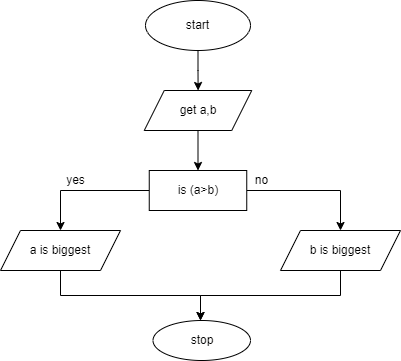 start
get a,b
yes
no
is (a>b)
a is biggest
b is biggest
stop